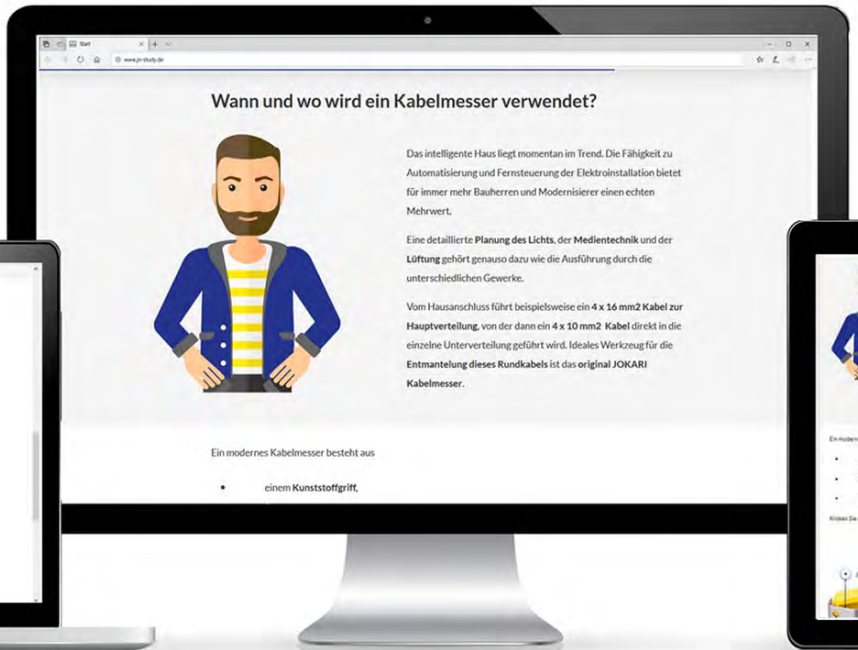 Start
www.jo-study.de
Wann und wo wird ein Kabelmesser verwendet?
Das intelligente Haus liegt momentan im Trend. Die Fähigkeit zu
Automatisierung und Fernsteuerung der Elektroinstallation bietet
für immer mehr Bauherren und Modernisierer einen echten
Mehrwert.
Eine detaillierte Planung des Lichts, der Medientechnik und der
Lüftung gehört genauso dazu wie die Ausführung durch die
unterschiedlichen Gewerke.
Vom Hausanschluss führt beispielsweise ein 4 x 16 mm2 Kabel zur
Hauptverteilung, von der dann ein 4 x 10 mm2 Kabel direkt in die
einzelne Unterverteilung geführt wird. Ideales Werkzeug für die
Entmantelung dieses Rundkabels ist das original JOKARI
Kabelmesser.
Ein modernes Kabelmesser besteht aus
• einem Kunststoffgriff,
Ein modern
Klicken Sie